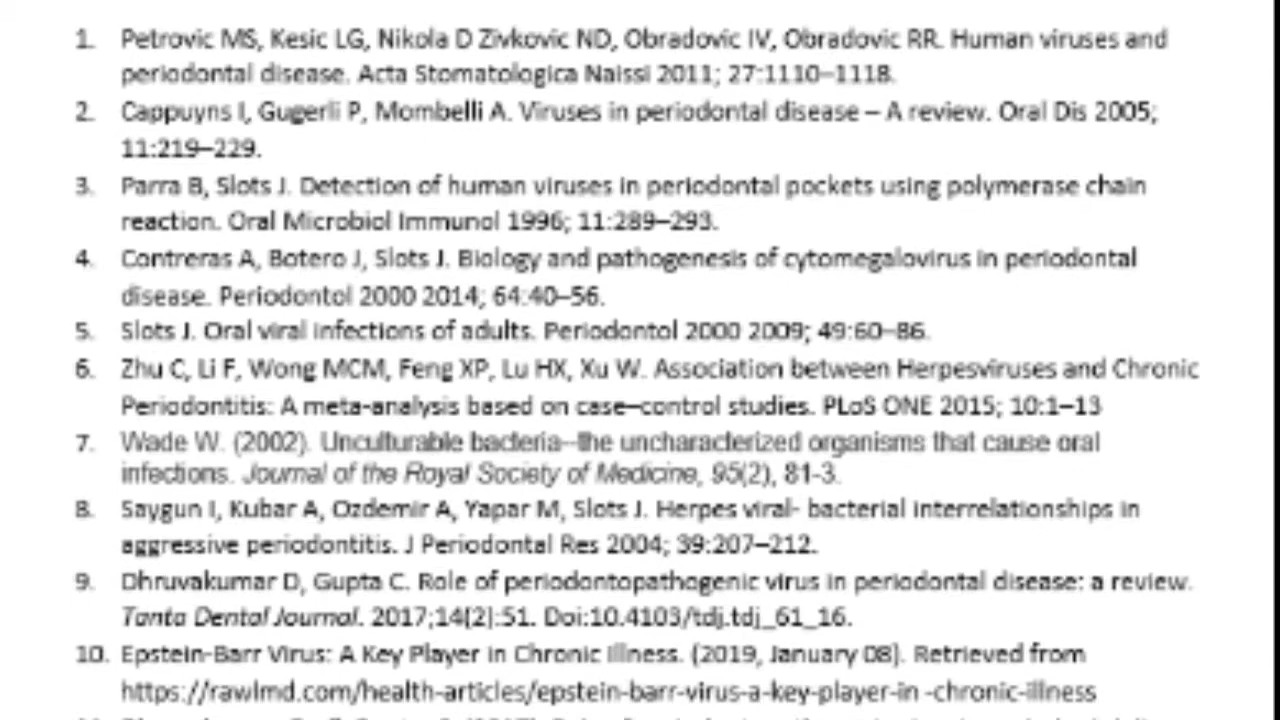 1. Petrovic MS, Kesic LG, Nikola D Zivkovic ND, Obradovic IV, Obradovic RR. Human viruses and
periodontal disease. Acta Stomatologica Naissi 2011; 27:1110–1118.
2. Cappuyns I, Gugerli P, Mombelli A. Viruses in periodontal disease – A review. Oral Dis 2005;
11:219–229.
3. Parra B, Slots J. Detection of human viruses in periodontal pockets using polymerase chain
reaction. Oral Microbiol Immunol 1996; 11:289–293.
4. Contreras A, Botero J, Slots J. Biology and pathogenesis of cytomegalovirus in periodontal
disease. Periodontol 2000 2014; 64:40–56.
5. Slots J. Oral viral infections of adults. Periodontol 2000 2009; 49:60–86.
6. Zhu C, Li F, Wong MCM, Feng XP, Lu HX, Xu W. Association between Herpesviruses and Chronic
Periodontitis: A meta-analysis based on case–control studies. PLoS ONE 2015; 10:1–13
7. Wade W. (2002). Unculturable bacteria--the uncharacterized organisms that cause oral
infections. Journal of the Royal Society of Medicine, 95(2), 81-3.
8. Saygun I, Kubar A, Ozdemir A, Yapar M, Slots J. Herpes viral- bacterial interrelationships in
aggressive periodontitis. J Periodontal Res 2004; 39:207–212.
9. Dhruvakumar D, Gupta C. Role of periodontopathogenic virus in periodontal disease: a review.
Tanta Dental Journal. 2017;14(2):51. Doi:10.4103/tdj.tdj_61_16.
10. Epstein-Barr Virus: A Key Player in Chronic Illness. (2019, January 08). Retrieved from
https://rawlmd.com/health-articles/epstein-barr-virus-a-key-player-in -chronic-illness